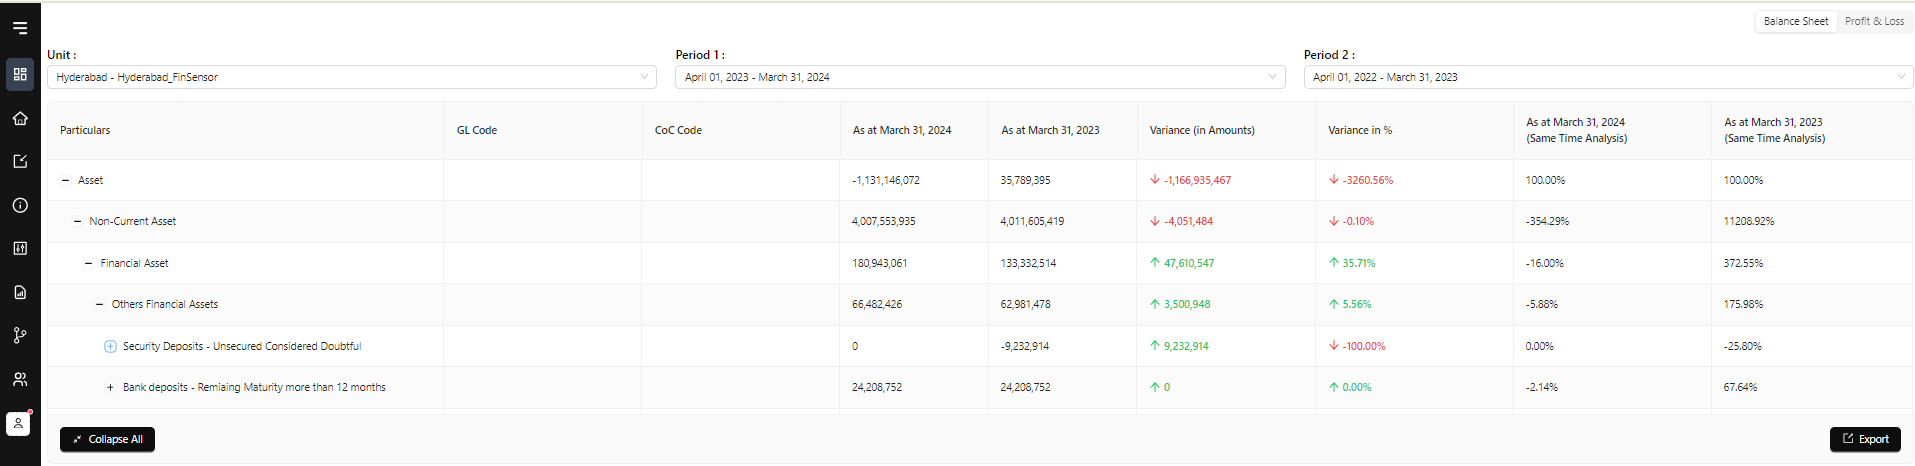 Balance Sheet Profit & Loss
Unit : Period 1 : Period 2 :
Hyderabad - Hyderabad_FinSensor April 01, 2023 - March 31, 2024 April 01, 2022 - March 31, 2023
Particulars GL Code CoC Code As at March 31, 2024 As at March 31, 2023 Variance (in Amounts) Variance in % As at March 31, 2024 (Same Time Analysis) As at March 31, 2023 (Same Time Analysis)
Asset -1,131,146,072 35,789,395 -1,166,935,467 -3260.56% 100.00% 100.00%
Non-Current Asset 4,007,553,935 4,011,605,419 -4,051,484 -0.10% -354.29% 11208.92%
Financial Asset 180,943,061 133,332,514 47,610,547 35.71% -16.00% 372.55%
Others Financial Assets 66,482,426 62,981,478 3,500,948 5.56% -5.88% 175.98%
Security Deposits - Unsecured Considered Doubtful 0 -9,232,914 9,232,914 -100.00% 0.00% -25.80%
Bank deposits - Remiaing Maturity more than 12 months 24,208,752 24,208,752 0 0.00% -2.14% 67.64%
Collapse All Export